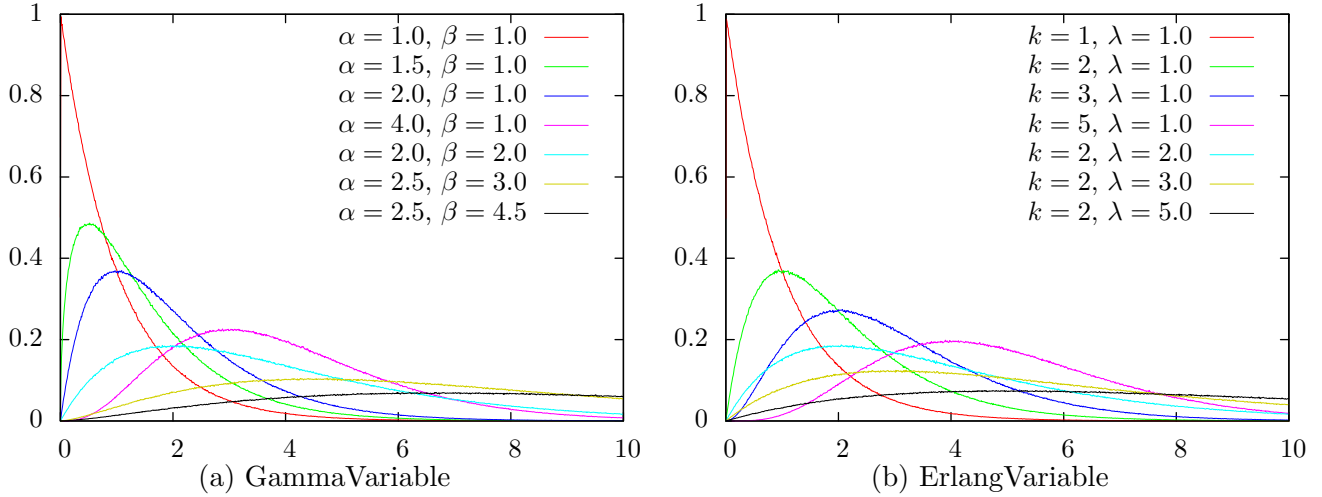 1
0.8
0.6
0.4
0.2
0
0 2 4 6 8 10
α = 1.0, β = 1.0
α = 1.5, β = 1.0
α = 2.0, β = 1.0
α = 4.0, β = 1.0
α = 2.0, β = 2.0
α = 2.5, β = 3.0
α = 2.5, β = 4.5
(a) GammaVariable
1
0.8
0.6
0.4
0.2
0
0 2 4 6 8 10
k = 1, λ = 1.0
k = 2, λ = 1.0
k = 3, λ = 1.0
k = 5, λ = 1.0
k = 2, λ = 2.0
k = 2, λ = 3.0
k = 2, λ = 5.0
(b) ErlangVariable